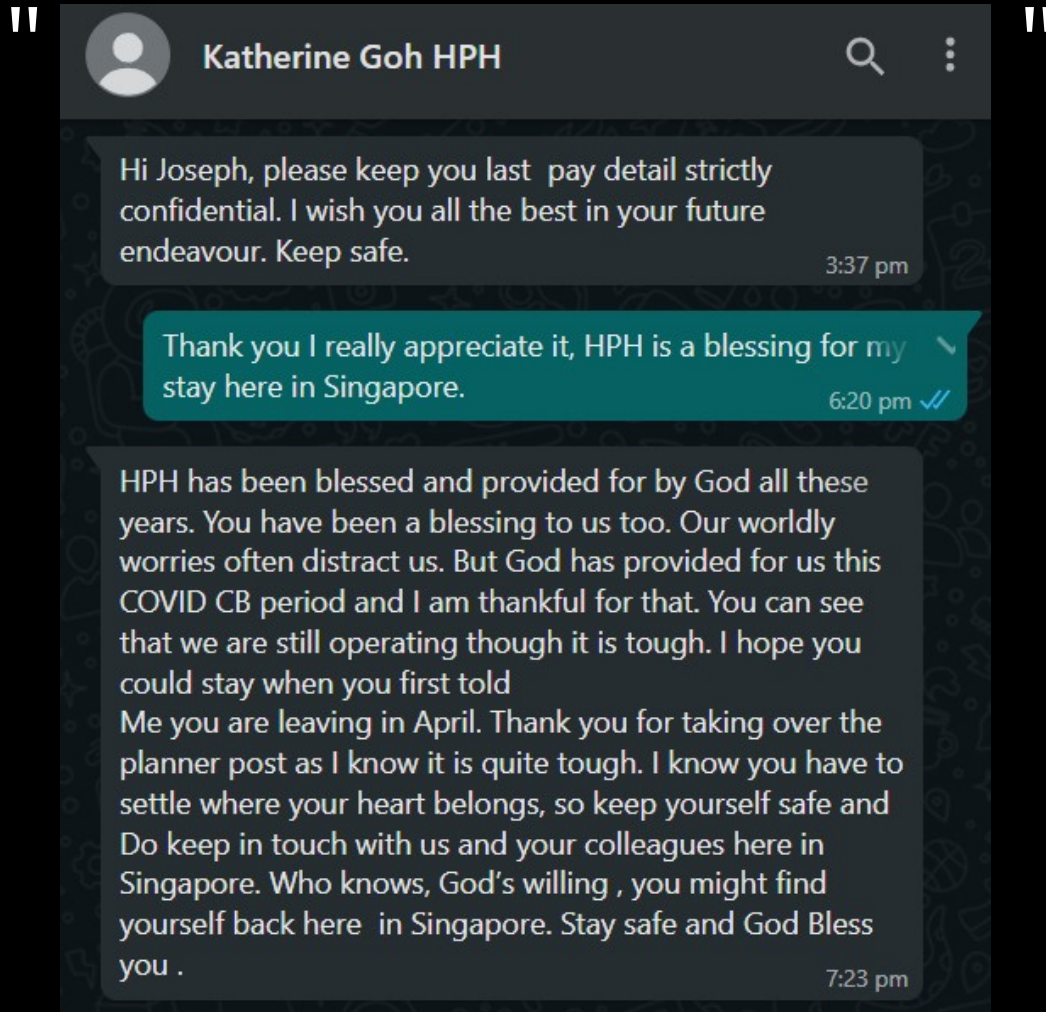 "
"
Katherine Goh HPH
Hi Joseph, please keep you last  pay detail strictly
confidential. I wish you all the best in your future
endeavour. Keep safe.
3:37 pm
Thank you I really appreciate it, HPH is a blessing for my
stay here in Singapore.
6:20 pm
HPH has been blessed and provided for by God all these
years. You have been a blessing to us too. Our worldly
worries often distract us. But God has provided for us this
COVID CB period and I am thankful for that. You can see
that we are still operating though it is tough. I hope you
could stay when you first told
Me you are leaving in April. Thank you for taking over the
planner post as I know it is quite tough. I know you have to
settle where your heart belongs, so keep yourself safe and
Do keep in touch with us and your colleagues here in
Singapore. Who knows, God's willing , you might find
yourself back here  in Singapore. Stay safe and God Bless
you .
7:23 pm